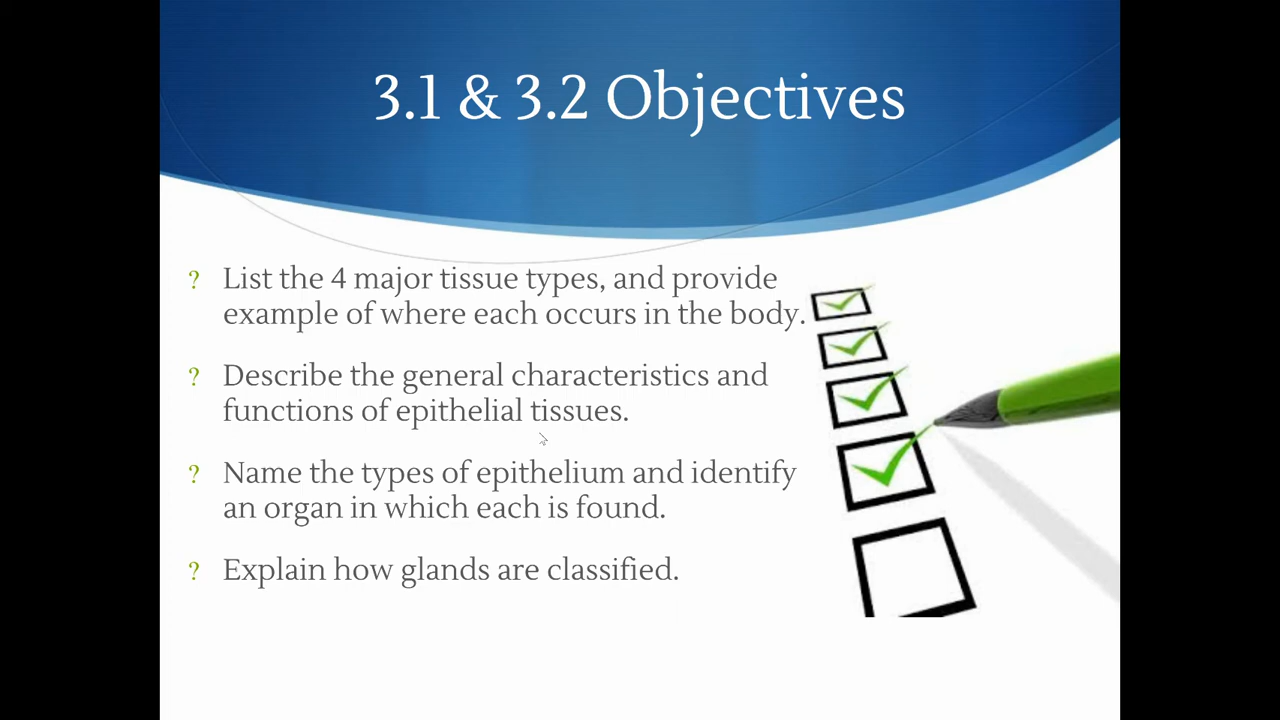 3.1 & 3.2 Objectives
? List the 4 major tissue types, and provide
example of where each occurs in the body.
? Describe the general characteristics and
functions of epithelial tissues.
? Name the types of epithelium and identify
an organ in which each is found.
? Explain how glands are classified.